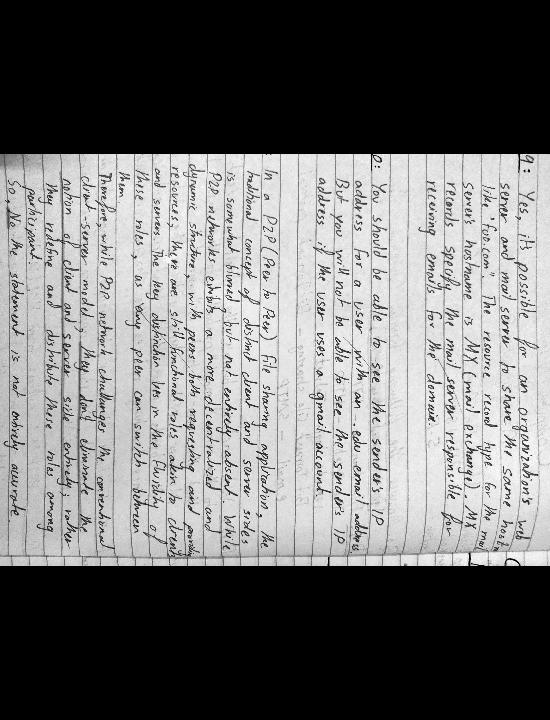 9: Yes, it's possible for an organization's web
server and mail server to share the same
like "foo.com". The resource record type for the mail
server's hostname is MX (mail exchange). MX
records specify the mail server responsible for
receiving emails for the domain.
0: You should be able to see the sender's IP
address for a user with an .edu email address.
But you will not be able to see the sender's IP
address if the user uses a gmail account.
: In a P2P (Peer to Peer) file sharing application, the
traditional concept of distinct client and server sides
is somewhat blurred, but not entirely absent. While
P2P networks exhibits a more decentralized and
dynamic structure, with peers both requesting and
resources, there are still functional roles akin to clients
and servers. The key distinction lies in the fluidity of
these roles, as every peer can switch between
them
Therefore, while P2P network challenges the conventional
client-server model, they don't eliminate the
notion of client and server side entirely; rather
they redefine and distribute these roles among
participant.
So, No the statement is not entirely accurate.